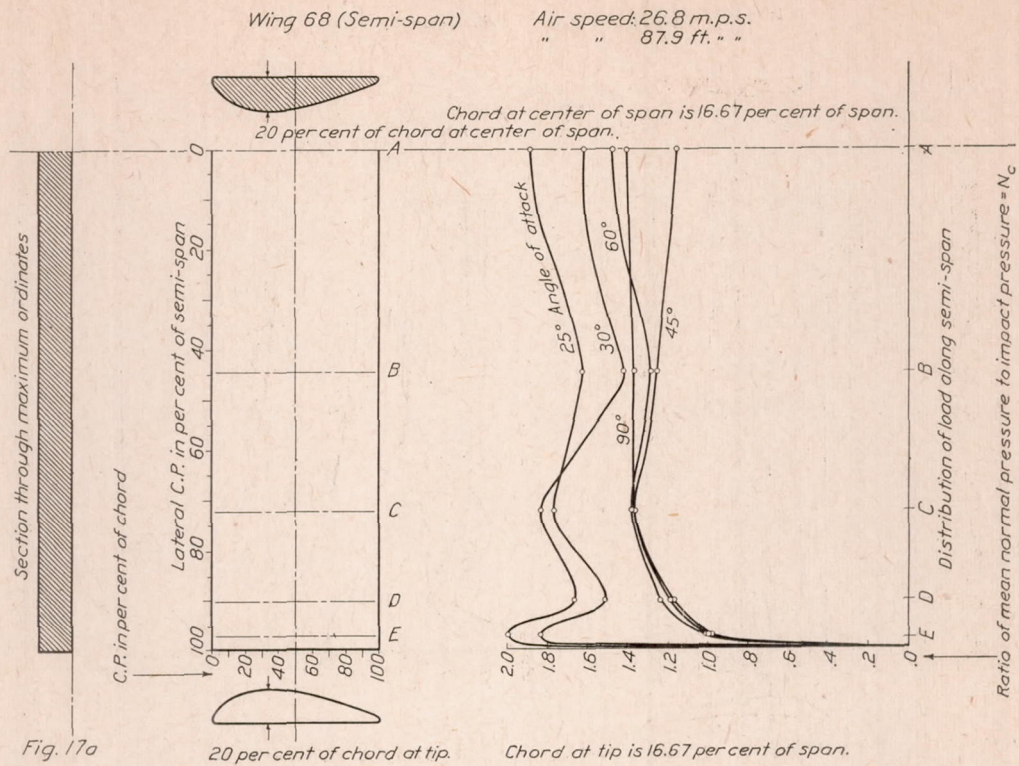 Wing 68 (Semi-span)
Air speed: 26.8 m.p.s.
" " 87.9 ft. " "
Chord at center of span is 16.67 per cent of span.
20 per cent of chord at center of span.
Section through maximum ordinates
C.P. in per cent of chord
Lateral C.P. in per cent of semi-span
0
20
40
60
80
100
A
B
C
D
E
0
20
40
60
80
100
25° Angle of attack
30°
60°
90°
45°
2.0
1.8
1.6
1.4
1.2
1.0
.8
.6
.4
.2
.0
A
B
C
D
E
Distribution of load along semi-span
Ratio of mean normal pressure to impact pressure = Nc
Fig. 17a
20 per cent of chord at tip.
Chord at tip is 16.67 per cent of span.